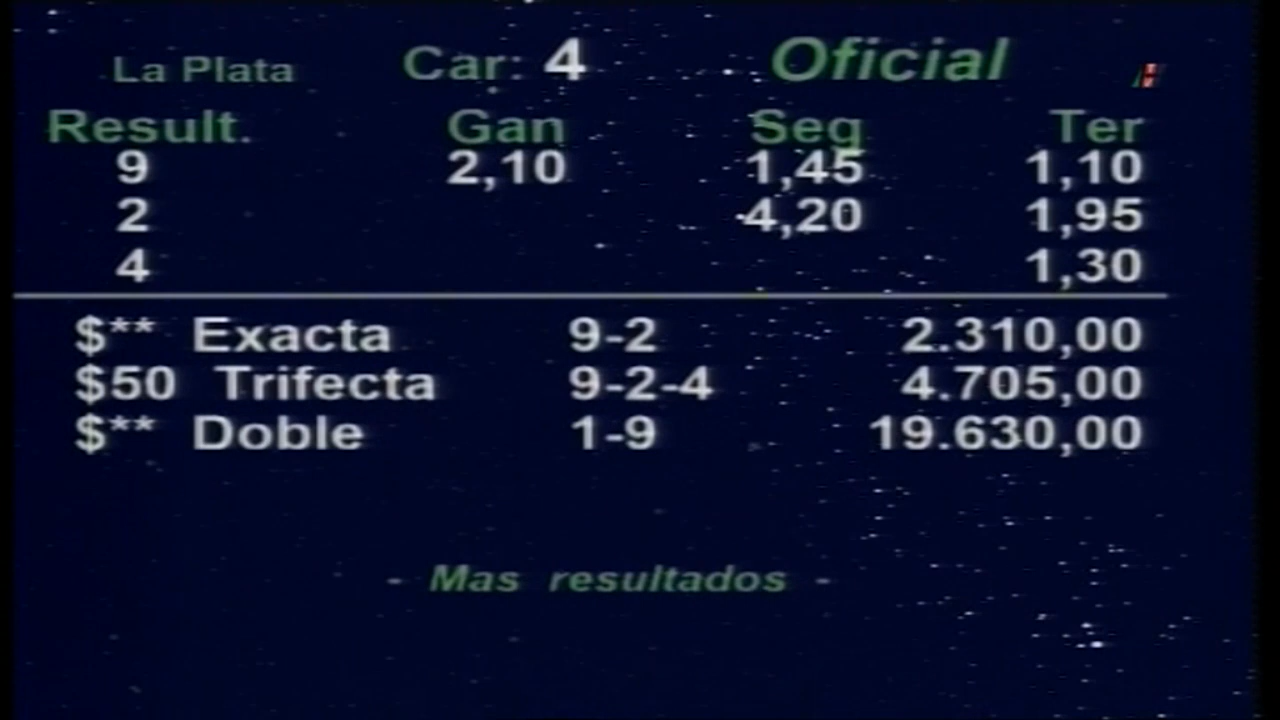 La Plata Car: 4 Oficial
Result. Gan Seg Ter
9 2,10 1,45 1,10
2 4,20 1,95
4 1,30
$** Exacta 9-2 2.310,00
$50 Trifecta 9-2-4 4.705,00
$** Doble 1-9 19.630,00
- Mas resultados -